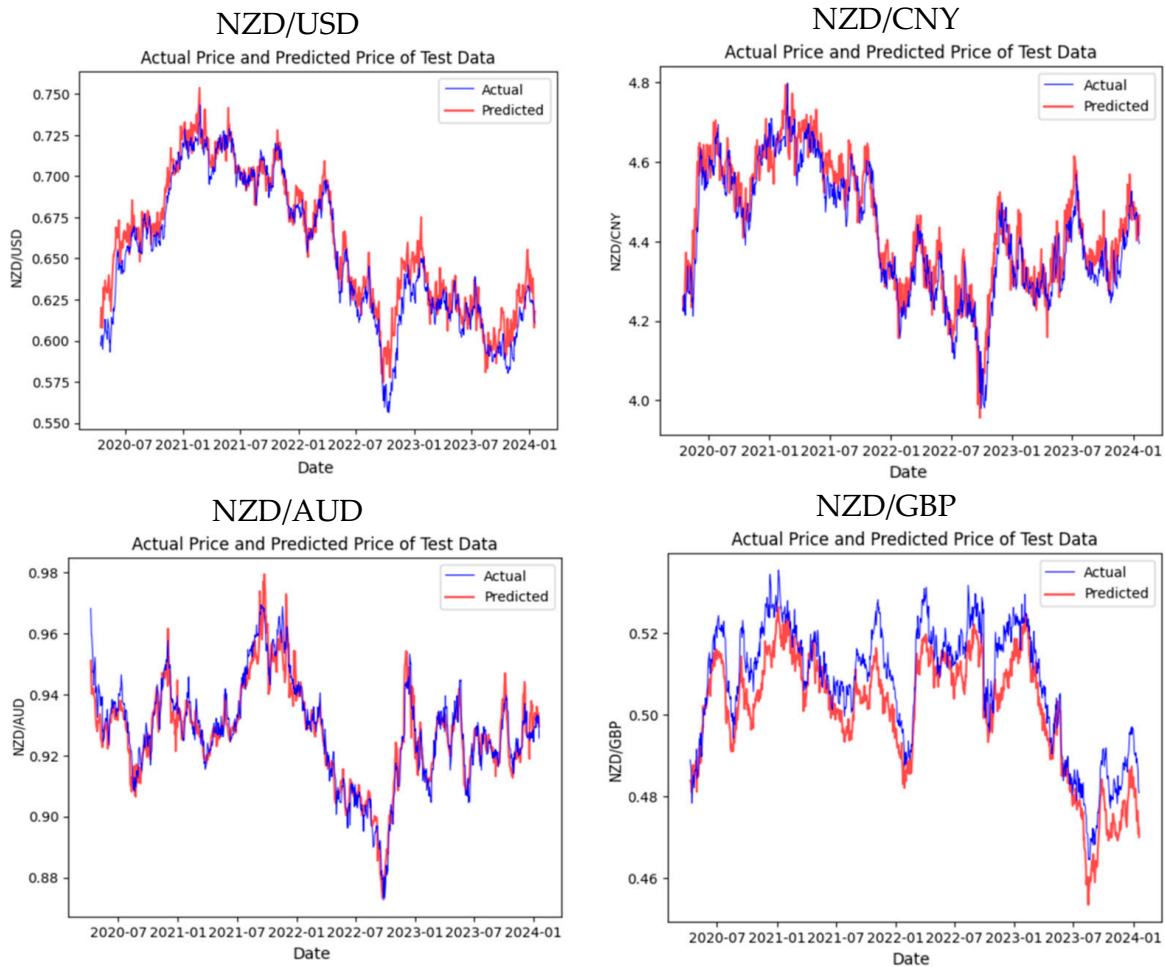 NZD/USD
Actual Price and Predicted Price of Test Data
Actual
Predicted
NZD/USD
0.750
0.725
0.700
0.675
0.650
0.625
0.600
0.575
0.550
2020-07 2021-01 2021-07 2022-01 2022-07 2023-01 2023-07 2024-01
Date
NZD/CNY
Actual Price and Predicted Price of Test Data
Actual
Predicted
NZD/CNY
4.8
4.6
4.4
4.2
4.0
2020-07 2021-01 2021-07 2022-01 2022-07 2023-01 2023-07 2024-01
Date
NZD/AUD
Actual Price and Predicted Price of Test Data
Actual
Predicted
NZD/AUD
0.98
0.96
0.94
0.92
0.90
0.88
2020-07 2021-01 2021-07 2022-01 2022-07 2023-01 2023-07 2024-01
Date
NZD/GBP
Actual Price and Predicted Price of Test Data
Actual
Predicted
NZD/GBP
0.52
0.50
0.48
0.46
2020-07 2021-01 2021-07 2022-01 2022-07 2023-01 2023-07 2024-01
Date